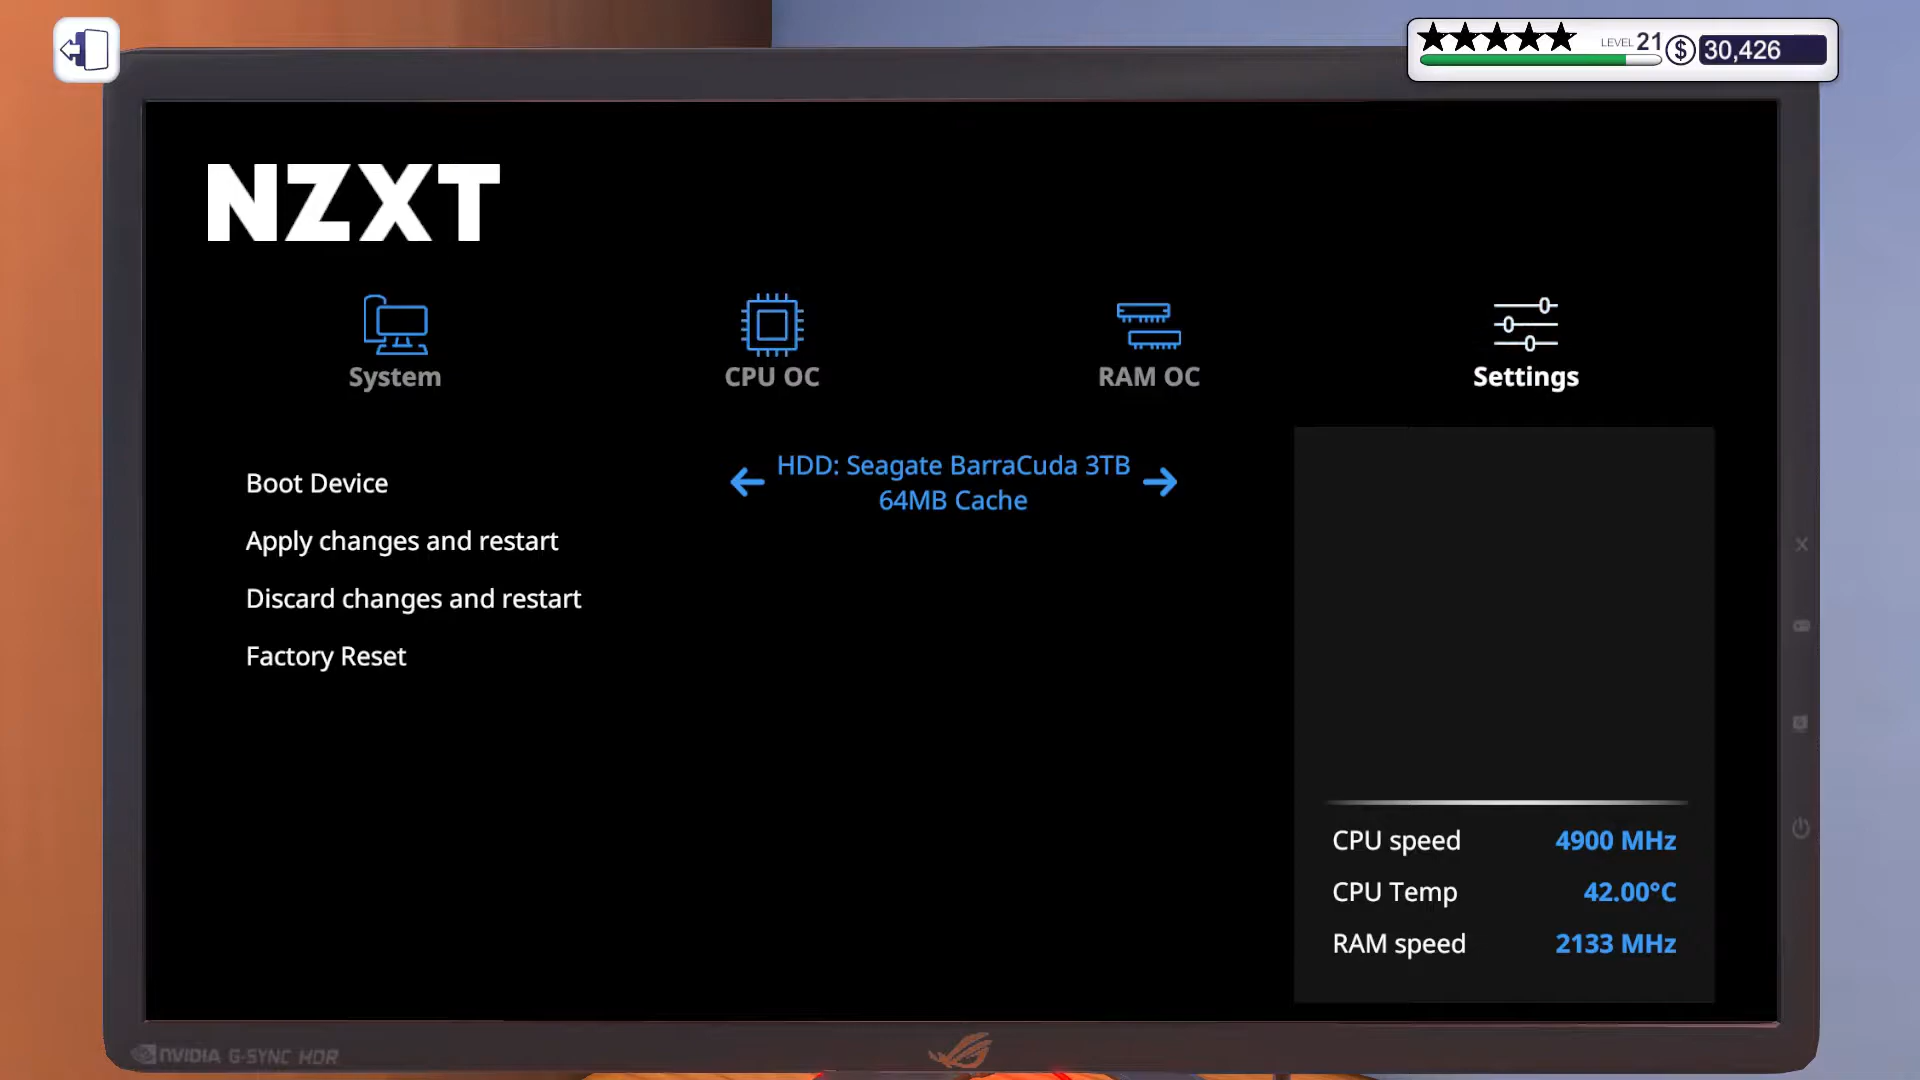 LEVEL 21
30,426
NZXT
System
CPU OC
RAM OC
Settings
Boot Device
HDD: Seagate BarraCuda 3TB
64MB Cache
Apply changes and restart
Discard changes and restart
Factory Reset
CPU speed 4900 MHz
CPU Temp 42.00°C
RAM speed 2133 MHz
NVIDIA G-SYNC HDR